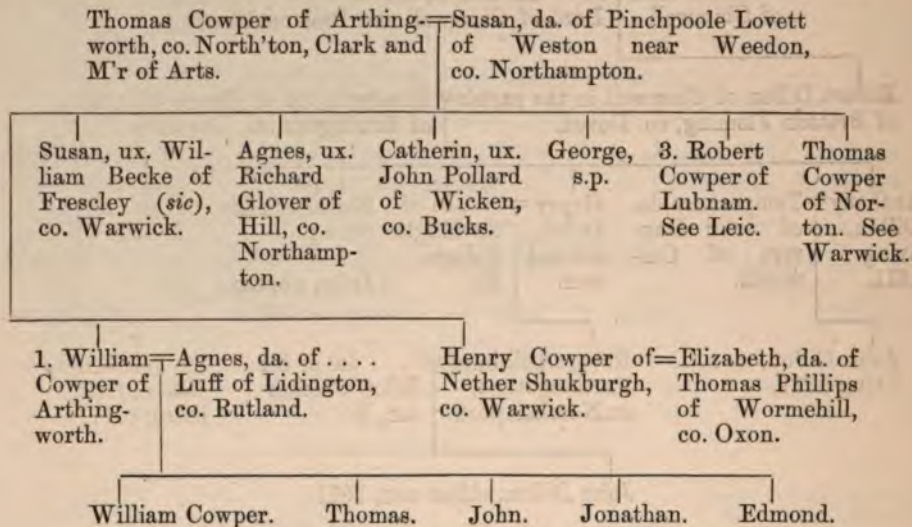 Thomas Cowper of Arthing-
worth, co. North'ton, Clark and
M'r of Arts.
Susan, da. of Pinchpoole Lovett
of Weston near Weedon,
co. Northampton.
Susan, ux. Wil-
liam Becke of
Frescley (sic),
co. Warwick.
Agnes, ux.
Richard
Glover of
Hill, co.
Northamp-
ton.
Catherin, ux.
John Pollard
of Wicken,
co. Bucks.
George,
s.p.
3. Robert
Cowper of
Lubnam.
See Leic.
Thomas
Cowper
of Nor-
ton. See
Warwick.
1. William
Cowper of
Arthing-
worth.
Agnes, da. of ....
Luff of Lidington,
co. Rutland.
Henry Cowper of
Nether Shukburgh,
co. Warwick.
Elizabeth, da. of
Thomas Phillips
of Wormehill,
co. Oxon.
William Cowper.
Thomas.
John.
Jonathan.
Edmond.